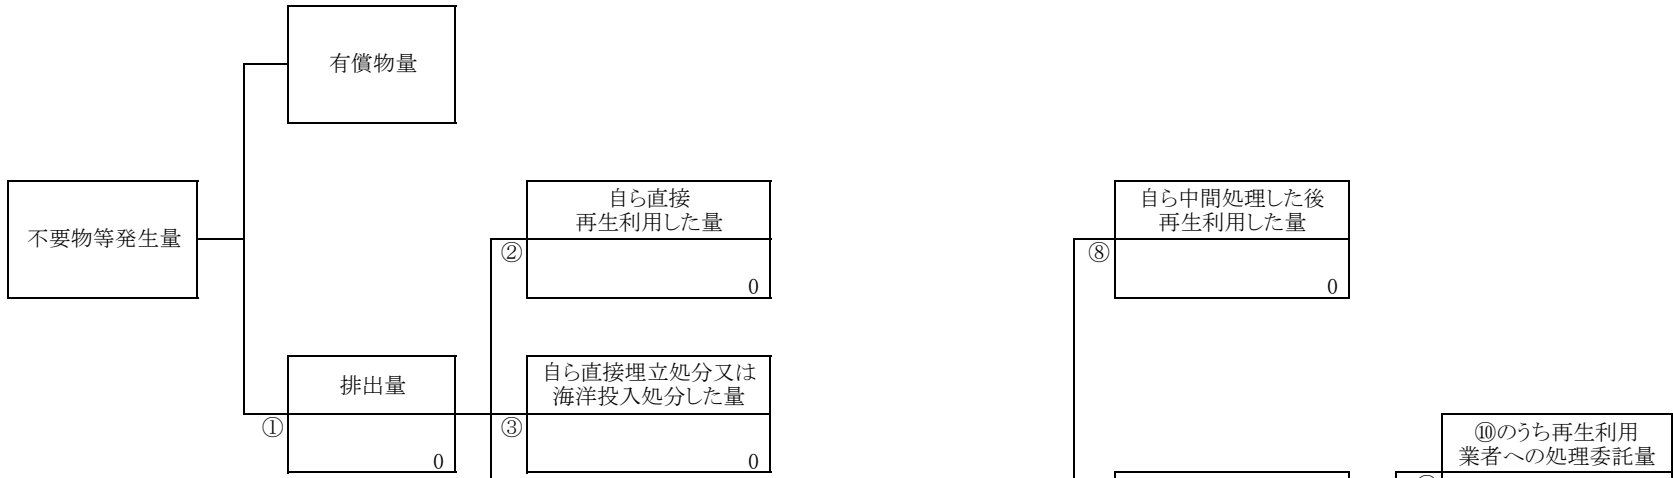 有償物量
不要物等発生量
自ら直接
再生利用した量
②
0
自ら中間処理した後
再生利用した量
⑧
0
排出量
①
0
自ら直接埋立処分又は
海洋投入処分した量
③
0
⑩のうち再生利用
業者への処理委託量